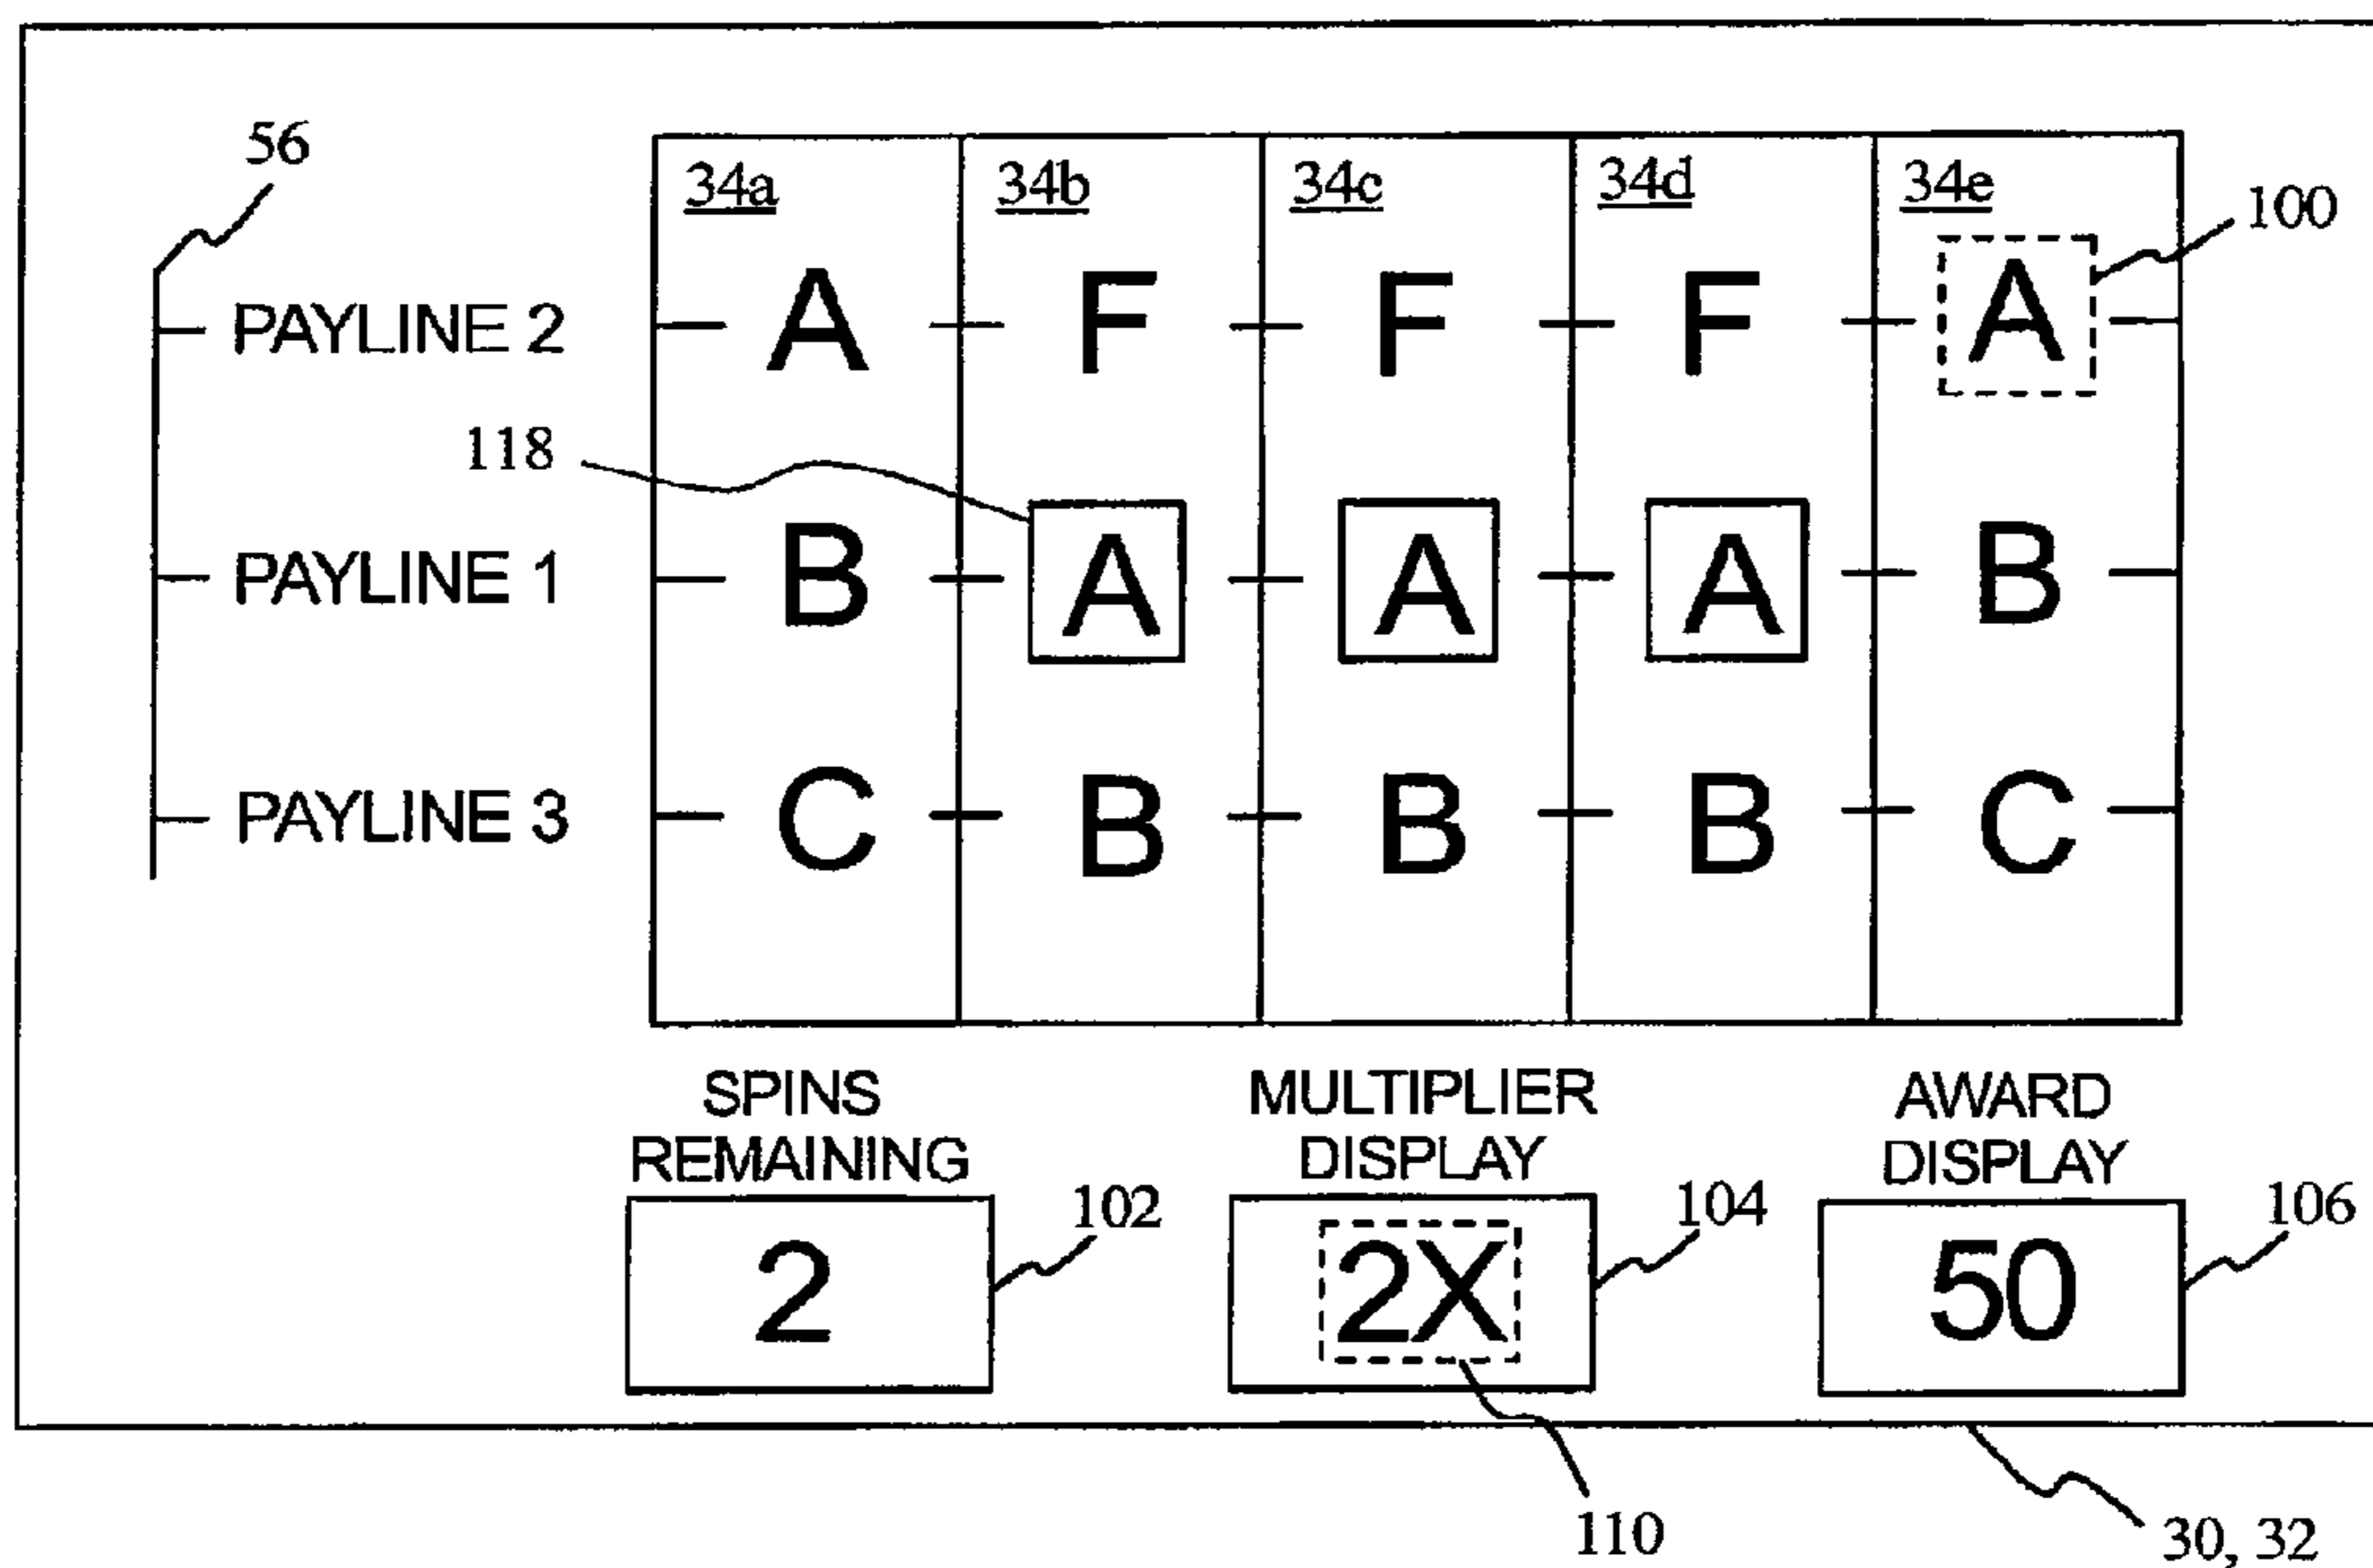 56
34a 34b 34c 34d 34e
100
PAYLINE 2 A F F F A
118
PAYLINE 1 B A A A B
PAYLINE 3 C B B B C
SPINS
REMAINING
MULTIPLIER
DISPLAY
AWARD
DISPLAY
2 102
2X 104
50 106
110
30, 32